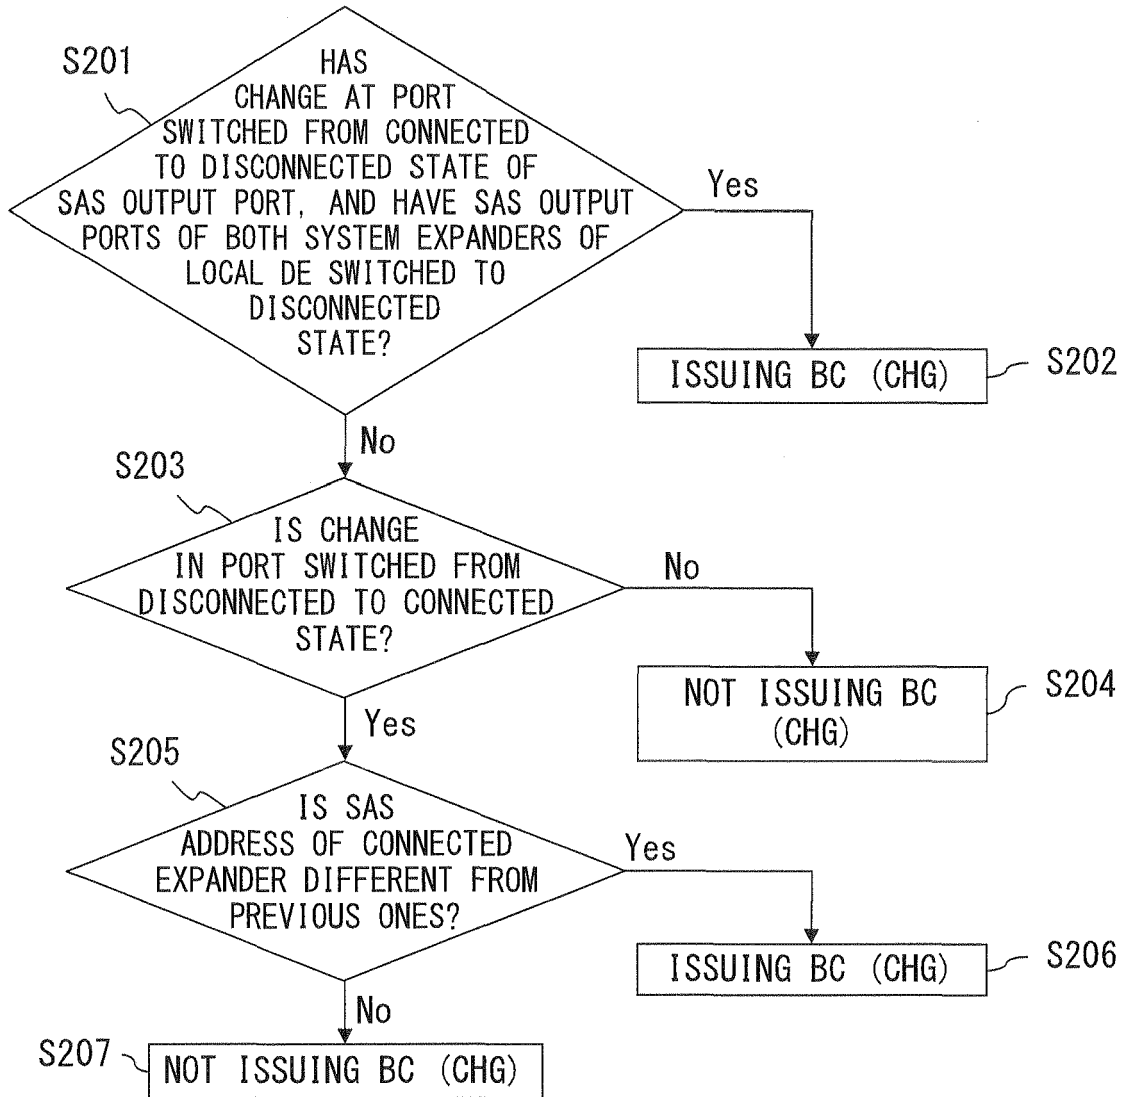 S201
HAS
CHANGE AT PORT
SWITCHED FROM CONNECTED
TO DISCONNECTED STATE OF
SAS OUTPUT PORT, AND HAVE SAS OUTPUT
PORTS OF BOTH SYSTEM EXPANDERS OF
LOCAL DE SWITCHED TO
DISCONNECTED
STATE?
Yes
ISSUING BC (CHG)
S202
No
S203
IS CHANGE
IN PORT SWITCHED FROM
DISCONNECTED TO CONNECTED
STATE?
No
NOT ISSUING BC
(CHG)
S204
Yes
S205
IS SAS
ADDRESS OF CONNECTED
EXPANDER DIFFERENT FROM
PREVIOUS ONES?
Yes
ISSUING BC (CHG)
S206
No
S207
NOT ISSUING BC (CHG)